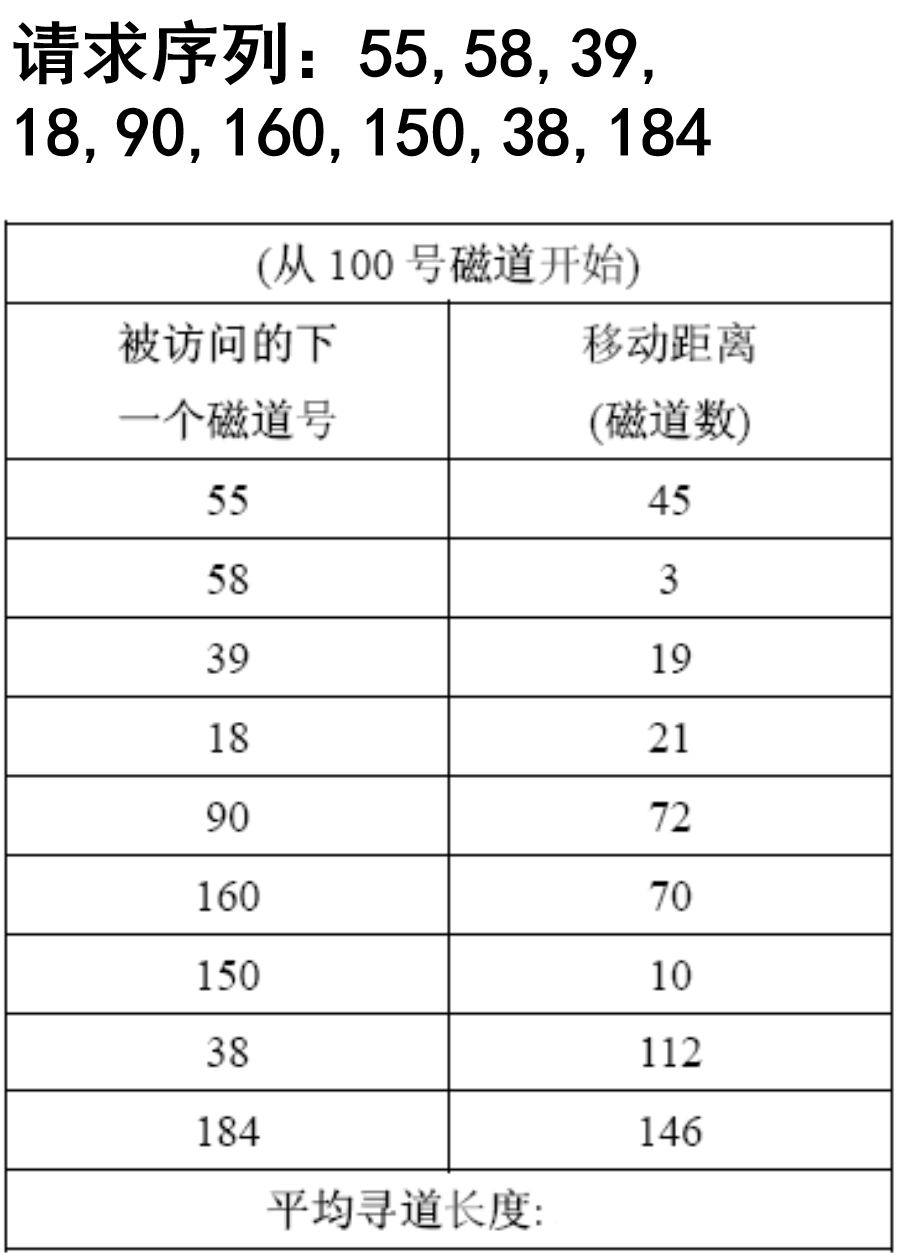 请求序列：55,58,39,
18,90,160,150,38,184
(从 100 号磁道开始)
被访问的下
一个磁道号
移动距离
(磁道数)
55 45
58 3
39 19
18 21
90 72
160 70
150 10
38 112
184 146
平均寻道长度: